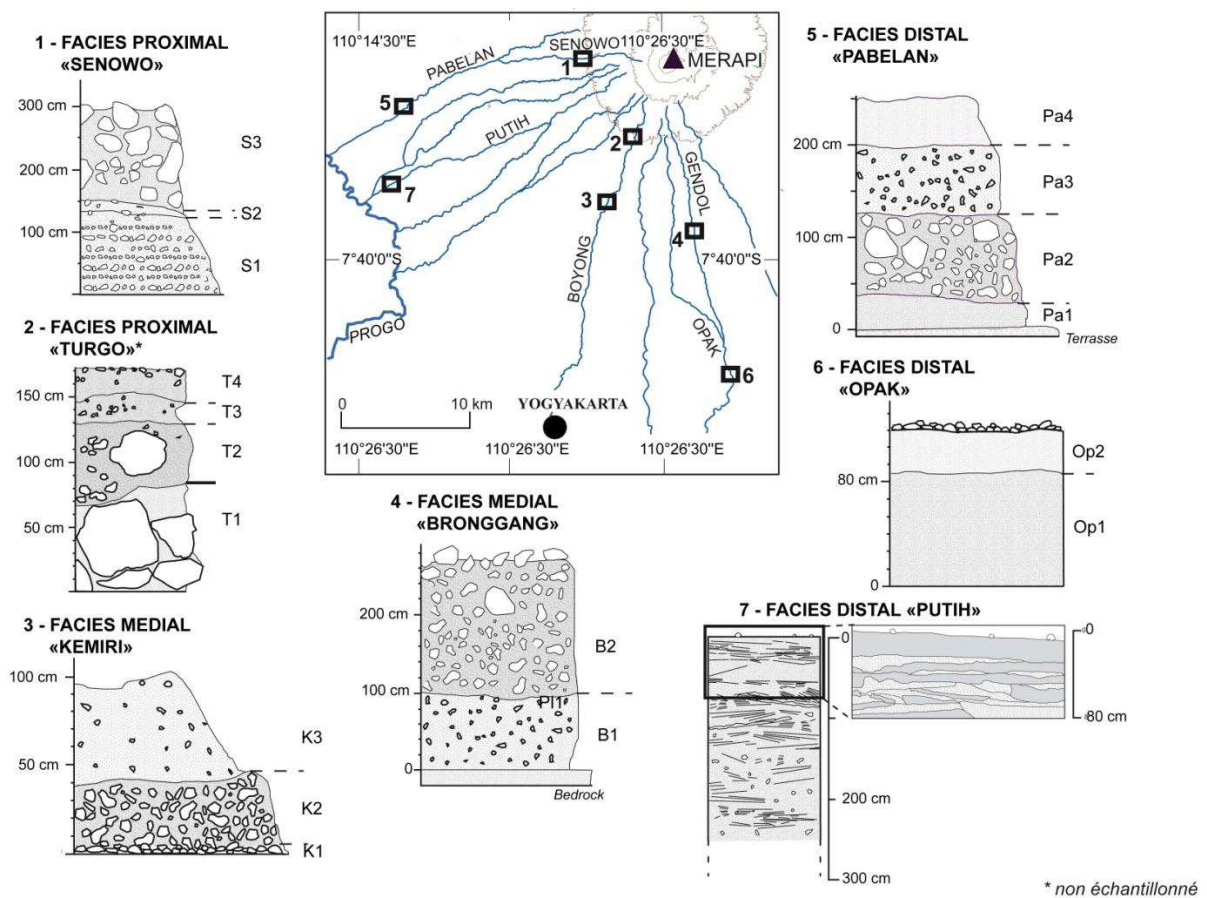 1 - FACIES PROXIMAL
«SENOWO»
300 cm
200 cm
100 cm
S3
S2
S1
2 - FACIES PROXIMAL
«TURGO»*
150 cm
100 cm
50 cm
T4
T3
T2
T1
3 - FACIES MEDIAL
«KEMIRI»
100 cm
50 cm
K3
K2
K1
110°14'30"E
110°26'30"E
SENOWO
MERAPI
PABELAN
PUTIH
GENDOL
BOYONG
OPAK
PROGO
7°40'0"S
7°40'0"S
1
5
2
7
3
4
6
0
10 km
YOGYAKARTA
110°26'30"E
110°26'30"E
110°26'30"E
4 - FACIES MEDIAL
«BRONGGANG»
200 cm
100 cm
0
B2
PI1
B1
Bedrock
5 - FACIES DISTAL
«PABELAN»
200 cm
100 cm
0
Pa4
Pa3
Pa2
Pa1
Terrasse
6 - FACIES DISTAL
«OPAK»
80 cm
0
Op2
Op1
7 - FACIES DISTAL «PUTIH»
0
200 cm
300 cm
0
80 cm
* non échantillonné